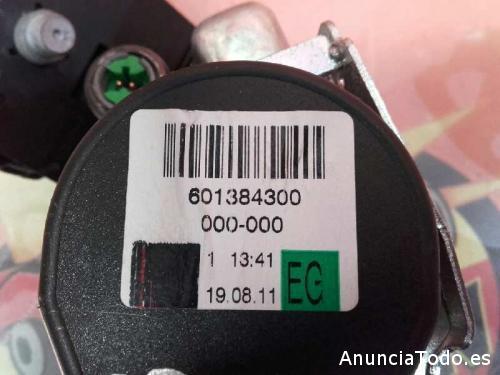 601384300
000-000
1 13:41
19.08.11 EG
AnunciaTodo.es